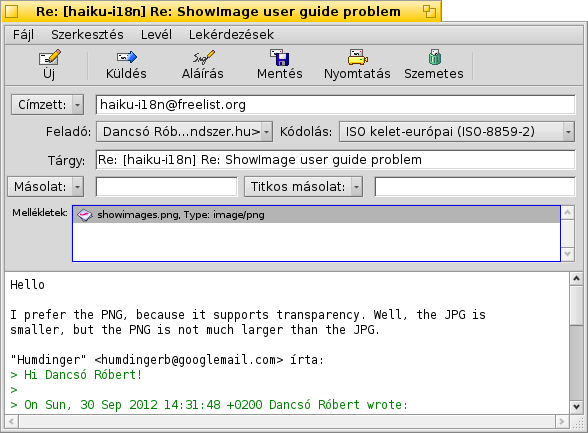 Re: [haiku-i18n] Re: ShowImage user guide problem
Fájl Szerkesztés Levél Lekérdezések
Új Küldés Aláírás Mentés Nyomtatás Szemetes
Címzett: haiku-i18n@freelist.org
Feladó: Dancsó Rób...ndszer.hu> Kódolás: ISO kelet-európai (ISO-8859-2)
Tárgy: Re: [haiku-i18n] Re: ShowImage user guide problem
Másolat: Titkos másolat:
Mellékletek: showimages.png, Type: image/png
Hello
I prefer the PNG, because it supports transparency. Well, the JPG is
smaller, but the PNG is not much larger than the JPG.
"Humdinger" <humdingerb@googlemail.com> írta:
> Hi Dancsó Róbert!
>
> On Sun, 30 Sep 2012 14:31:48 +0200 Dancsó Róbert wrote: